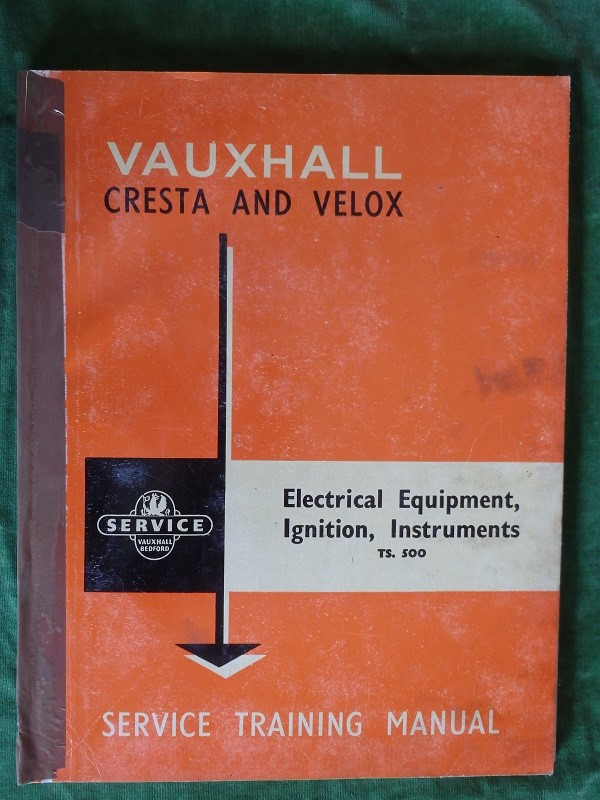 VAUXHALL
CRESTA AND VELOX
SERVICE
VAUXHALL
BEDFORD
Electrical Equipment,
Ignition, Instruments
TS. 500
SERVICE TRAINING MANUAL